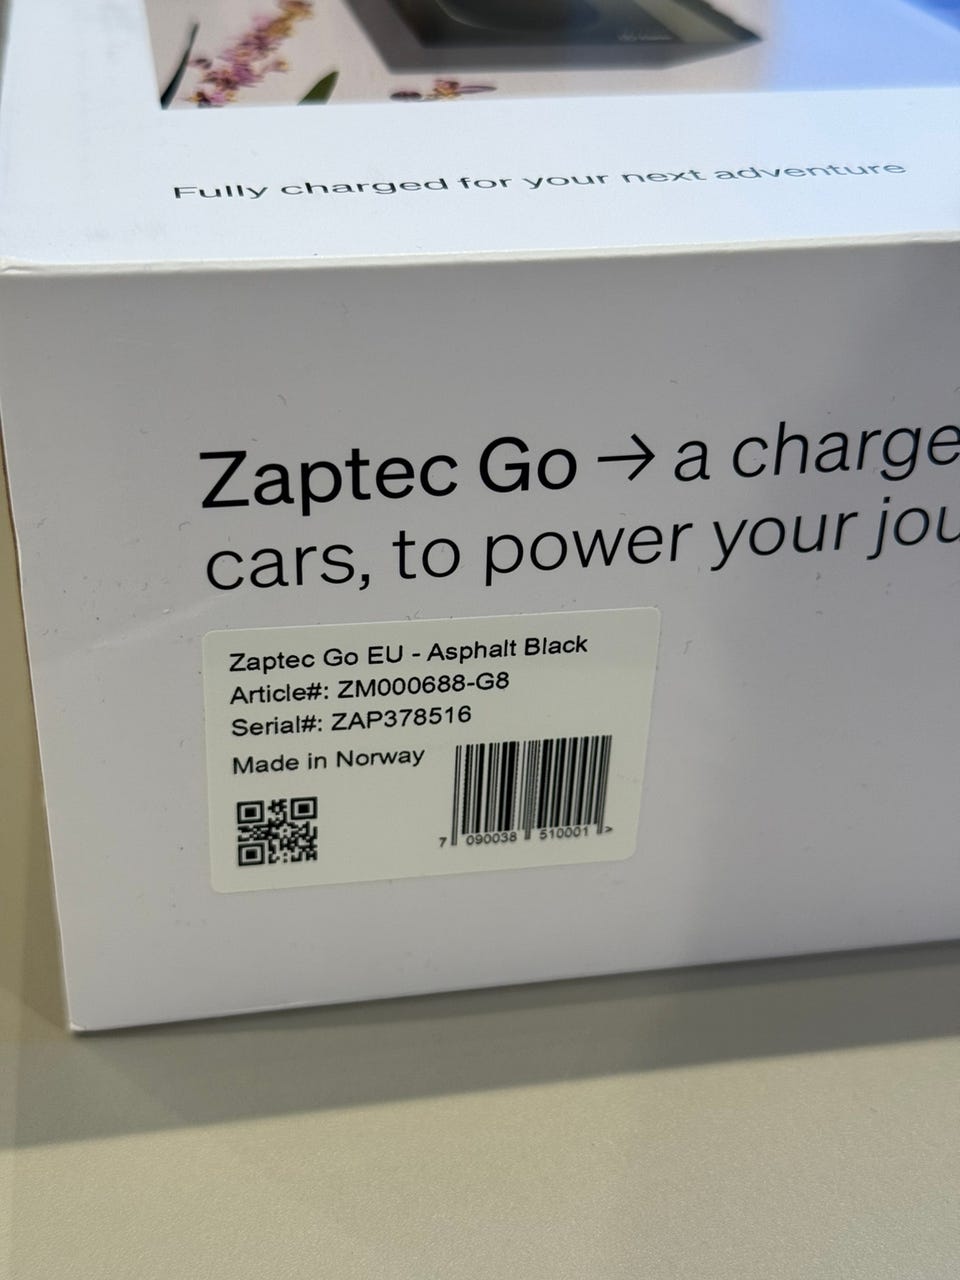 Fully charged for your next adventure
Zaptec Go → a charge
cars, to power your jou
Zaptec Go EU - Asphalt Black
Article#: ZM000688-G8
Serial#: ZAP378516
Made in Norway
7 090038 510001 >